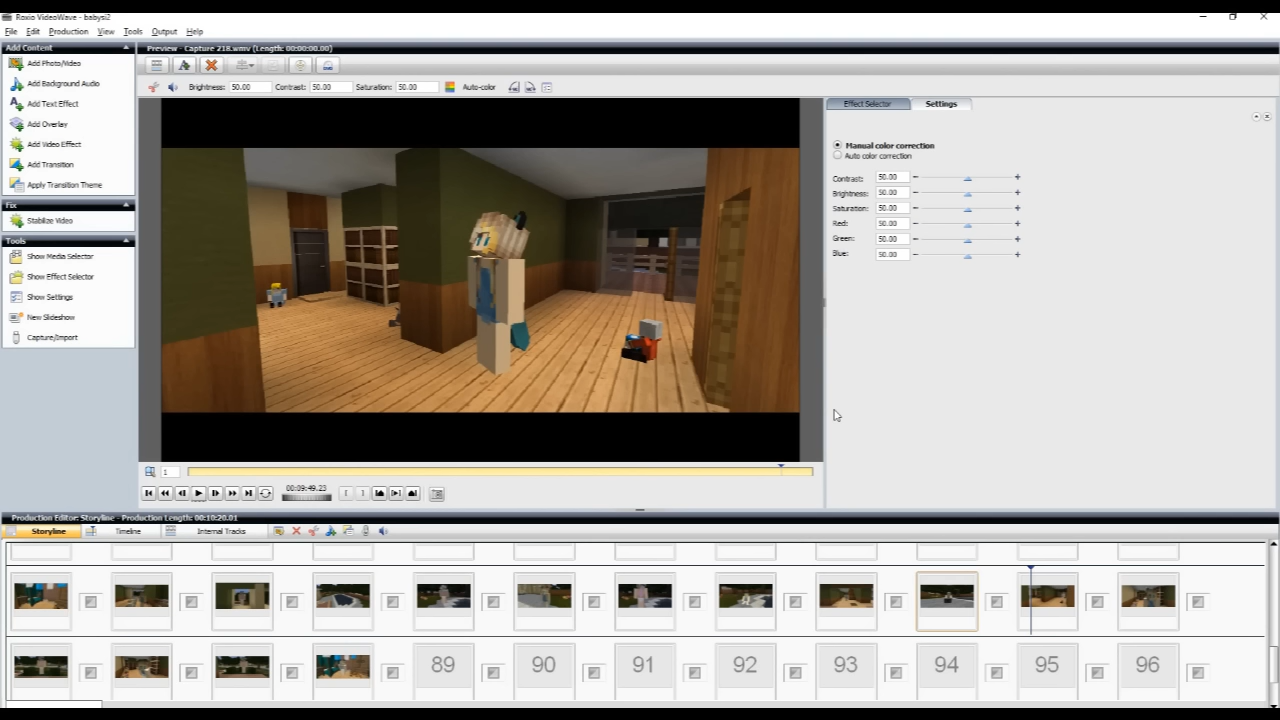 Roxio VideoWave - babysi2
File Edit Production View Tools Output Help
Add Content
Add Photo/Video
Add Background Audio
Add Text Effect
Add Overlay
Add Video Effect
Add Transition
Apply Transition Theme
Fix
Stabilize Video
Tools
Show Media Selector
Show Effect Selector
Show Settings
New Slideshow
Capture/Import
Preview - Capture 218.wmv (Length: 00:00:00.00)
Brightness: 50.00 Contrast: 50.00 Saturation: 50.00 Auto-color
Effect Selector Settings
Manual color correction
Auto color correction
Contrast: 50.00
Brightness: 50.00
Saturation: 50.00
Red: 50.00
Green: 50.00
Blue: 50.00
1
00:09:49.23
Production Editor: Storyline - Production Length: 00:10:20.01
Storyline Timeline Internal Tracks
89 90 91 92 93 94 95 96